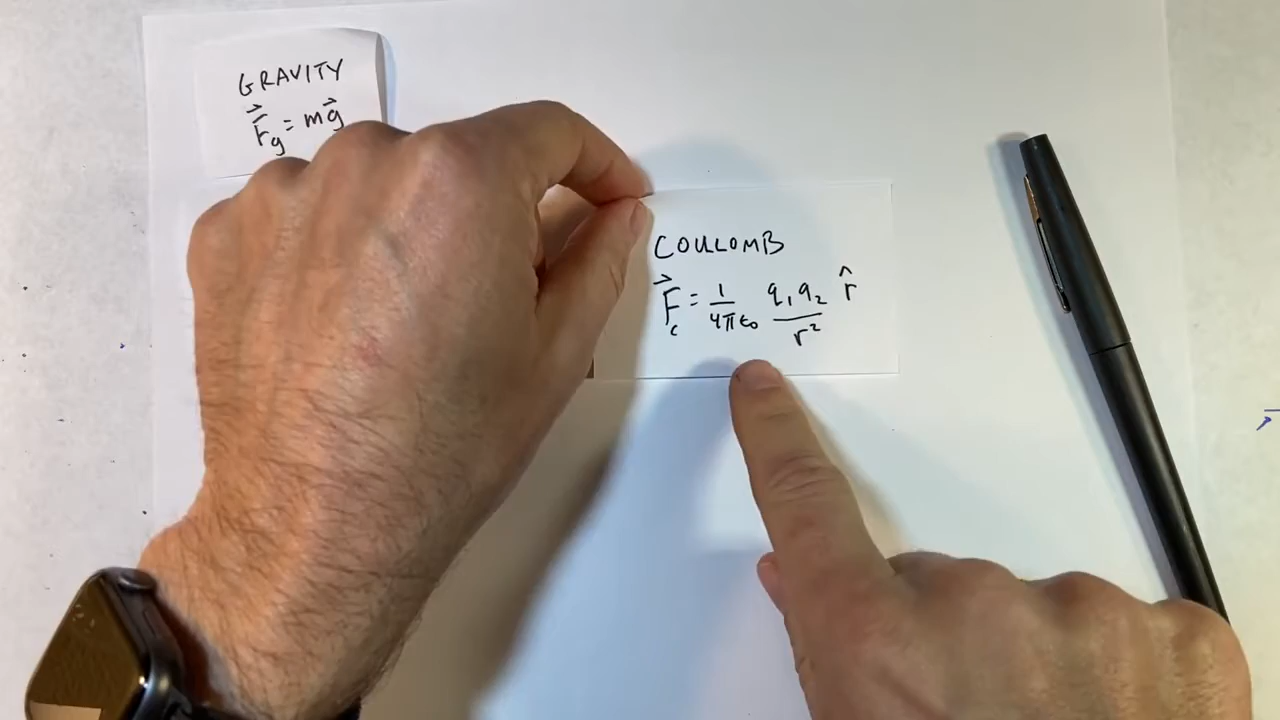 GRAVITY
F⃗g = mg⃗
COULOMB
F⃗c = 1/4πε₀ q₁q₂/r² r̂